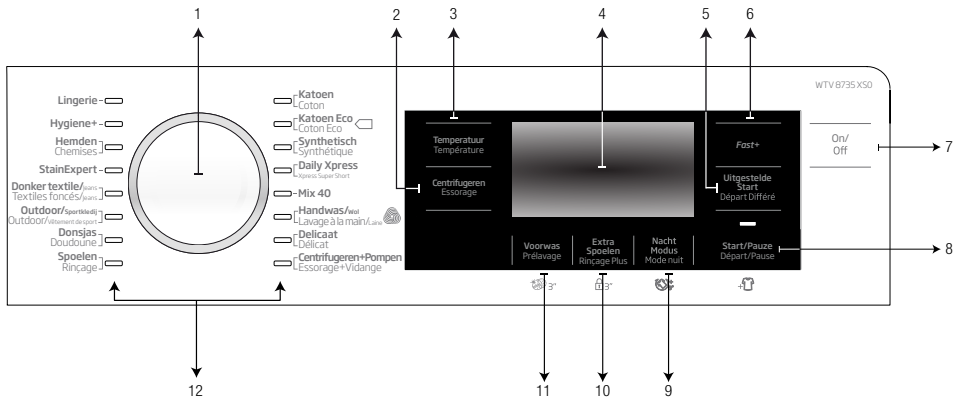 1
2
3
4
5
6
WTV 8735 XS0
Lingerie
Hygiene+
Hemden
Chemises
StainExpert
Donker textile/Jeans
Textiles foncés/Jeans
Outdoor/Sportkledij
Outdoor/Vêtement de sport
Donsjas
Doudoune
Spoelen
Rinçage
Katoen
Coton
Katoen Eco
Coton Eco
Synthetisch
Synthétique
Daily Xpress
Xpress Super Short
Mix 40
Handwas/Wol
Lavage à la main/Laine
Delicaat
Délicat
Centrifugeren+Pompen
Essorage+Vidange
Temperatuur
Température
Centrifugeren
Essorage
Fast+
Uitgestelde
Start
Départ Différé
On/
Off
7
Voorwas
Prélavage
Extra
Spoelen
Rinçage Plus
Nacht
Modus
Mode nuit
Start/Pauze
Départ/Pause
8
3"
3"
+
12
11
10
9